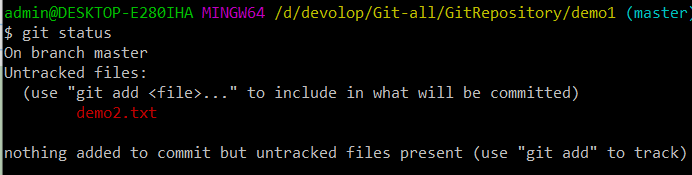 admin@DESKTOP-E280IHA MINGW64 /d/devolop/Git-all/GitRepository/demo1 (master)
$ git status
On branch master
Untracked files:
  (use "git add <file>..." to include in what will be committed)
        demo2.txt

nothing added to commit but untracked files present (use "git add" to track)